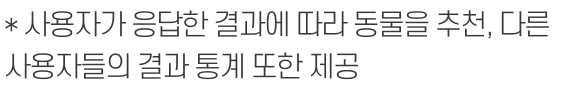 * 사용자가 응답한 결과에 따라 동물을 추천, 다른
사용자들의 결과 통계 또한 제공